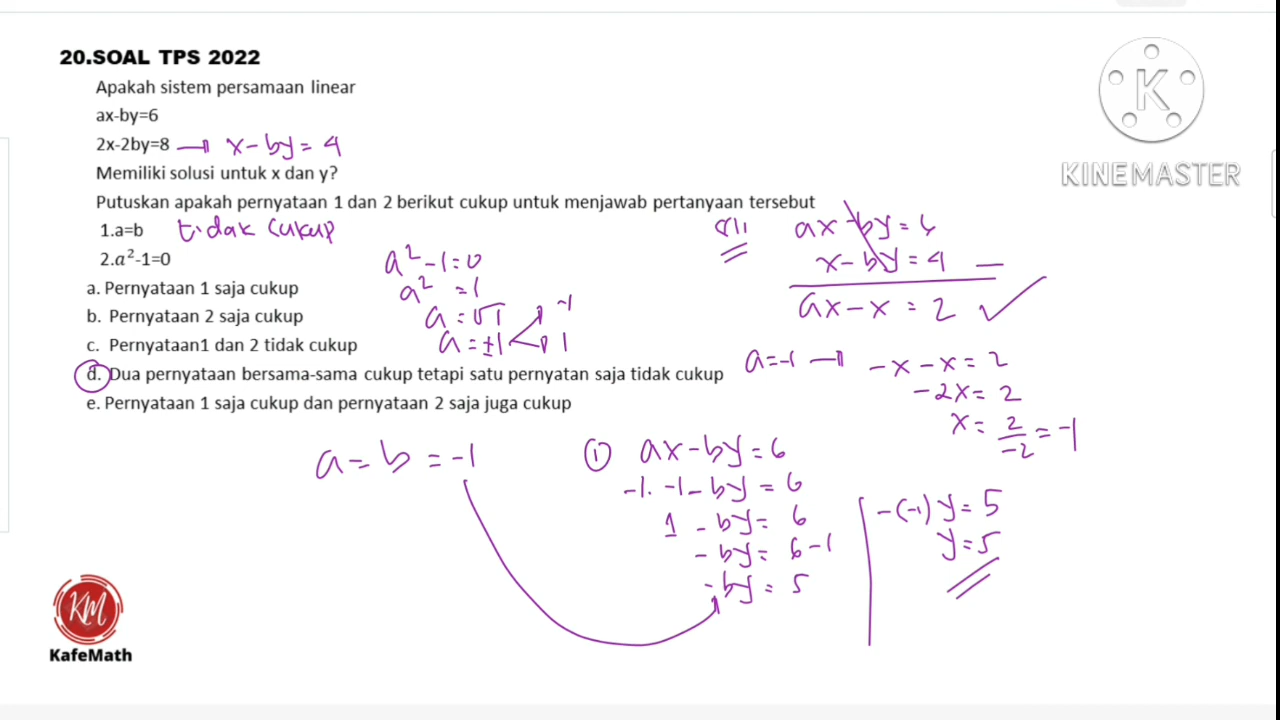 20.SOAL TPS 2022
Apakah sistem persamaan linear
ax-by=6
2x-2by=8 → x - by = 4
Memiliki solusi untuk x dan y?
Putuskan apakah pernyataan 1 dan 2 berikut cukup untuk menjawab pertanyaan tersebut
1.a=b tidak cukup
2.a²-1=0
a. Pernyataan 1 saja cukup
b. Pernyataan 2 saja cukup
c. Pernyataan1 dan 2 tidak cukup
d. Dua pernyataan bersama-sama cukup tetapi satu pernyatan saja tidak cukup
e. Pernyataan 1 saja cukup dan pernyataan 2 saja juga cukup
a² - 1 = 0
a² = 1
a = √1
a = ±1
-1
1
ax - by = 6
x - by = 4 —
ax - x = 2 ✓
a = -1 → -x - x = 2
-2x = 2
x = 2/-2 = -1
a = b = -1
① ax - by = 6
-1. -1 - by = 6
1 - by = 6
- by = 6 - 1
- by = 5
-(-1) y = 5
y = 5
K
KINEMASTER
KM
KafeMath